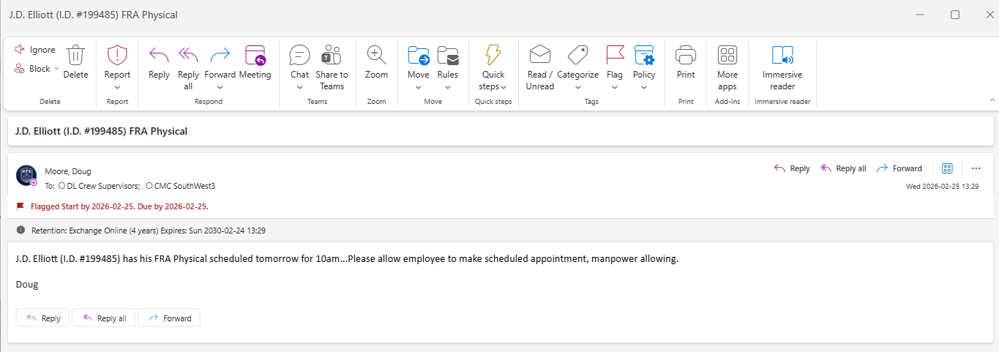 J.D. Elliott (I.D. #199485) FRA Physical
Ignore
Block
Delete
Delete
Report
Report
Reply
Reply all
Forward
Meeting
Respond
Chat
Share to Teams
Teams
Zoom
Zoom
Move
Rules
Move
Quick steps
Quick steps
Read / Unread
Categorize
Flag
Policy
Tags
Print
Print
More apps
Add-ins
Immersive reader
Immersive reader
J.D. Elliott (I.D. #199485) FRA Physical
Moore, Doug
To: DL Crew Supervisors; CMC SouthWest3
Reply Reply all Forward
Wed 2026-02-25 13:29
Flagged Start by 2026-02-25. Due by 2026-02-25.
Retention: Exchange Online (4 years) Expires: Sun 2030-02-24 13:29
J.D. Elliott (I.D. #199485) has his FRA Physical scheduled tomorrow for 10am...Please allow employee to make scheduled appointment, manpower allowing.
Doug
Reply Reply all Forward